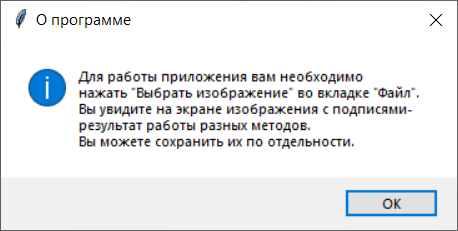 О программе
Для работы приложения вам необходимо
нажать "Выбрать изображение" во вкладке "Файл".
Вы увидите на экране изображения с подписями-
результат работы разных методов.
Вы можете сохранить их по отдельности.
ОК